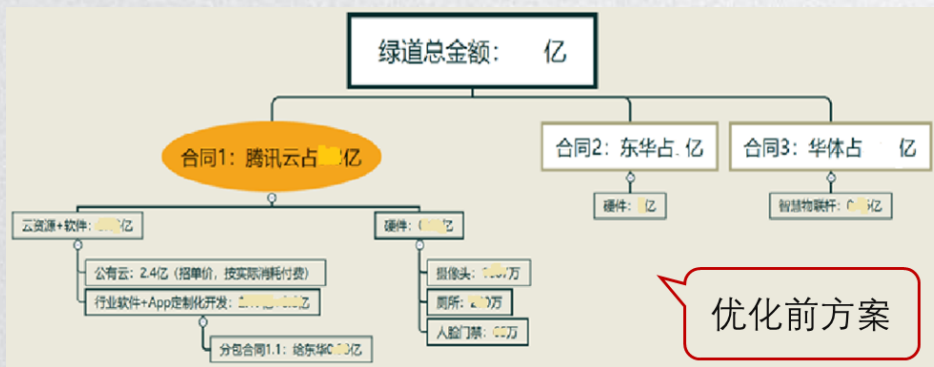 绿道总金额: 亿
合同1: 腾讯云占 亿
合同2: 东华占 亿
合同3: 华体占 亿
云资源+软件: 亿
硬件: 亿
硬件: 亿
智慧物联杆: 亿
公有云: 2.4亿 (招单价, 按实际消耗付费)
行业软件+App定制化开发: 亿
分包合同1.1: 给东华 亿
摄像头: 万
厕所: 万
人脸门禁: 万
优化前方案